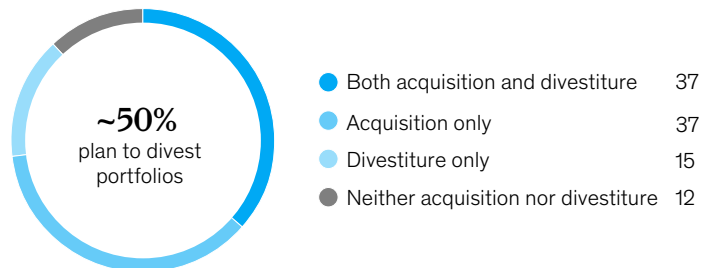 ~50%
plan to divest
portfolios
Both acquisition and divestiture 37
Acquisition only 37
Divestiture only 15
Neither acquisition nor divestiture 12